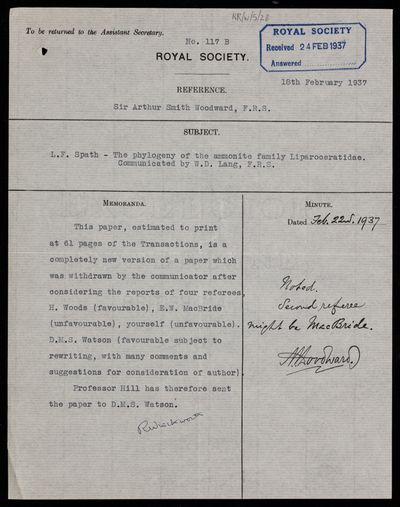 RR/w/5/28
To be returned to the Assistant Secretary.
No. 117 B
ROYAL SOCIETY.
ROYAL SOCIETY
Received 24 FEB 1937
Answered
18th February 1937
REFERENCE.
Sir Arthur Smith Woodward, F.R.S.
SUBJECT.
L.F. Spath - The phylogeny of the ammonite family Liparoceratidae.
Communicated by W.D. Lang, F.R.S.
MEMORANDA.
This paper, estimated to print
at 61 pages of the Transactions, is a
completely new version of a paper which
was withdrawn by the communicator after
considering the reports of four referees,
H. Woods (favourable), E.W. MacBride
(unfavourable), yourself (unfavourable).
D.M.S. Watson (favourable subject to
rewriting, with many comments and
suggestions for consideration of author)
Professor Hill has therefore sent
the paper to D.M.S. Watson.
R Winckworth
MINUTE.
Dated Feb. 22nd. 1937
Noted.
Second referee
might be MacBride.
A S Woodward.